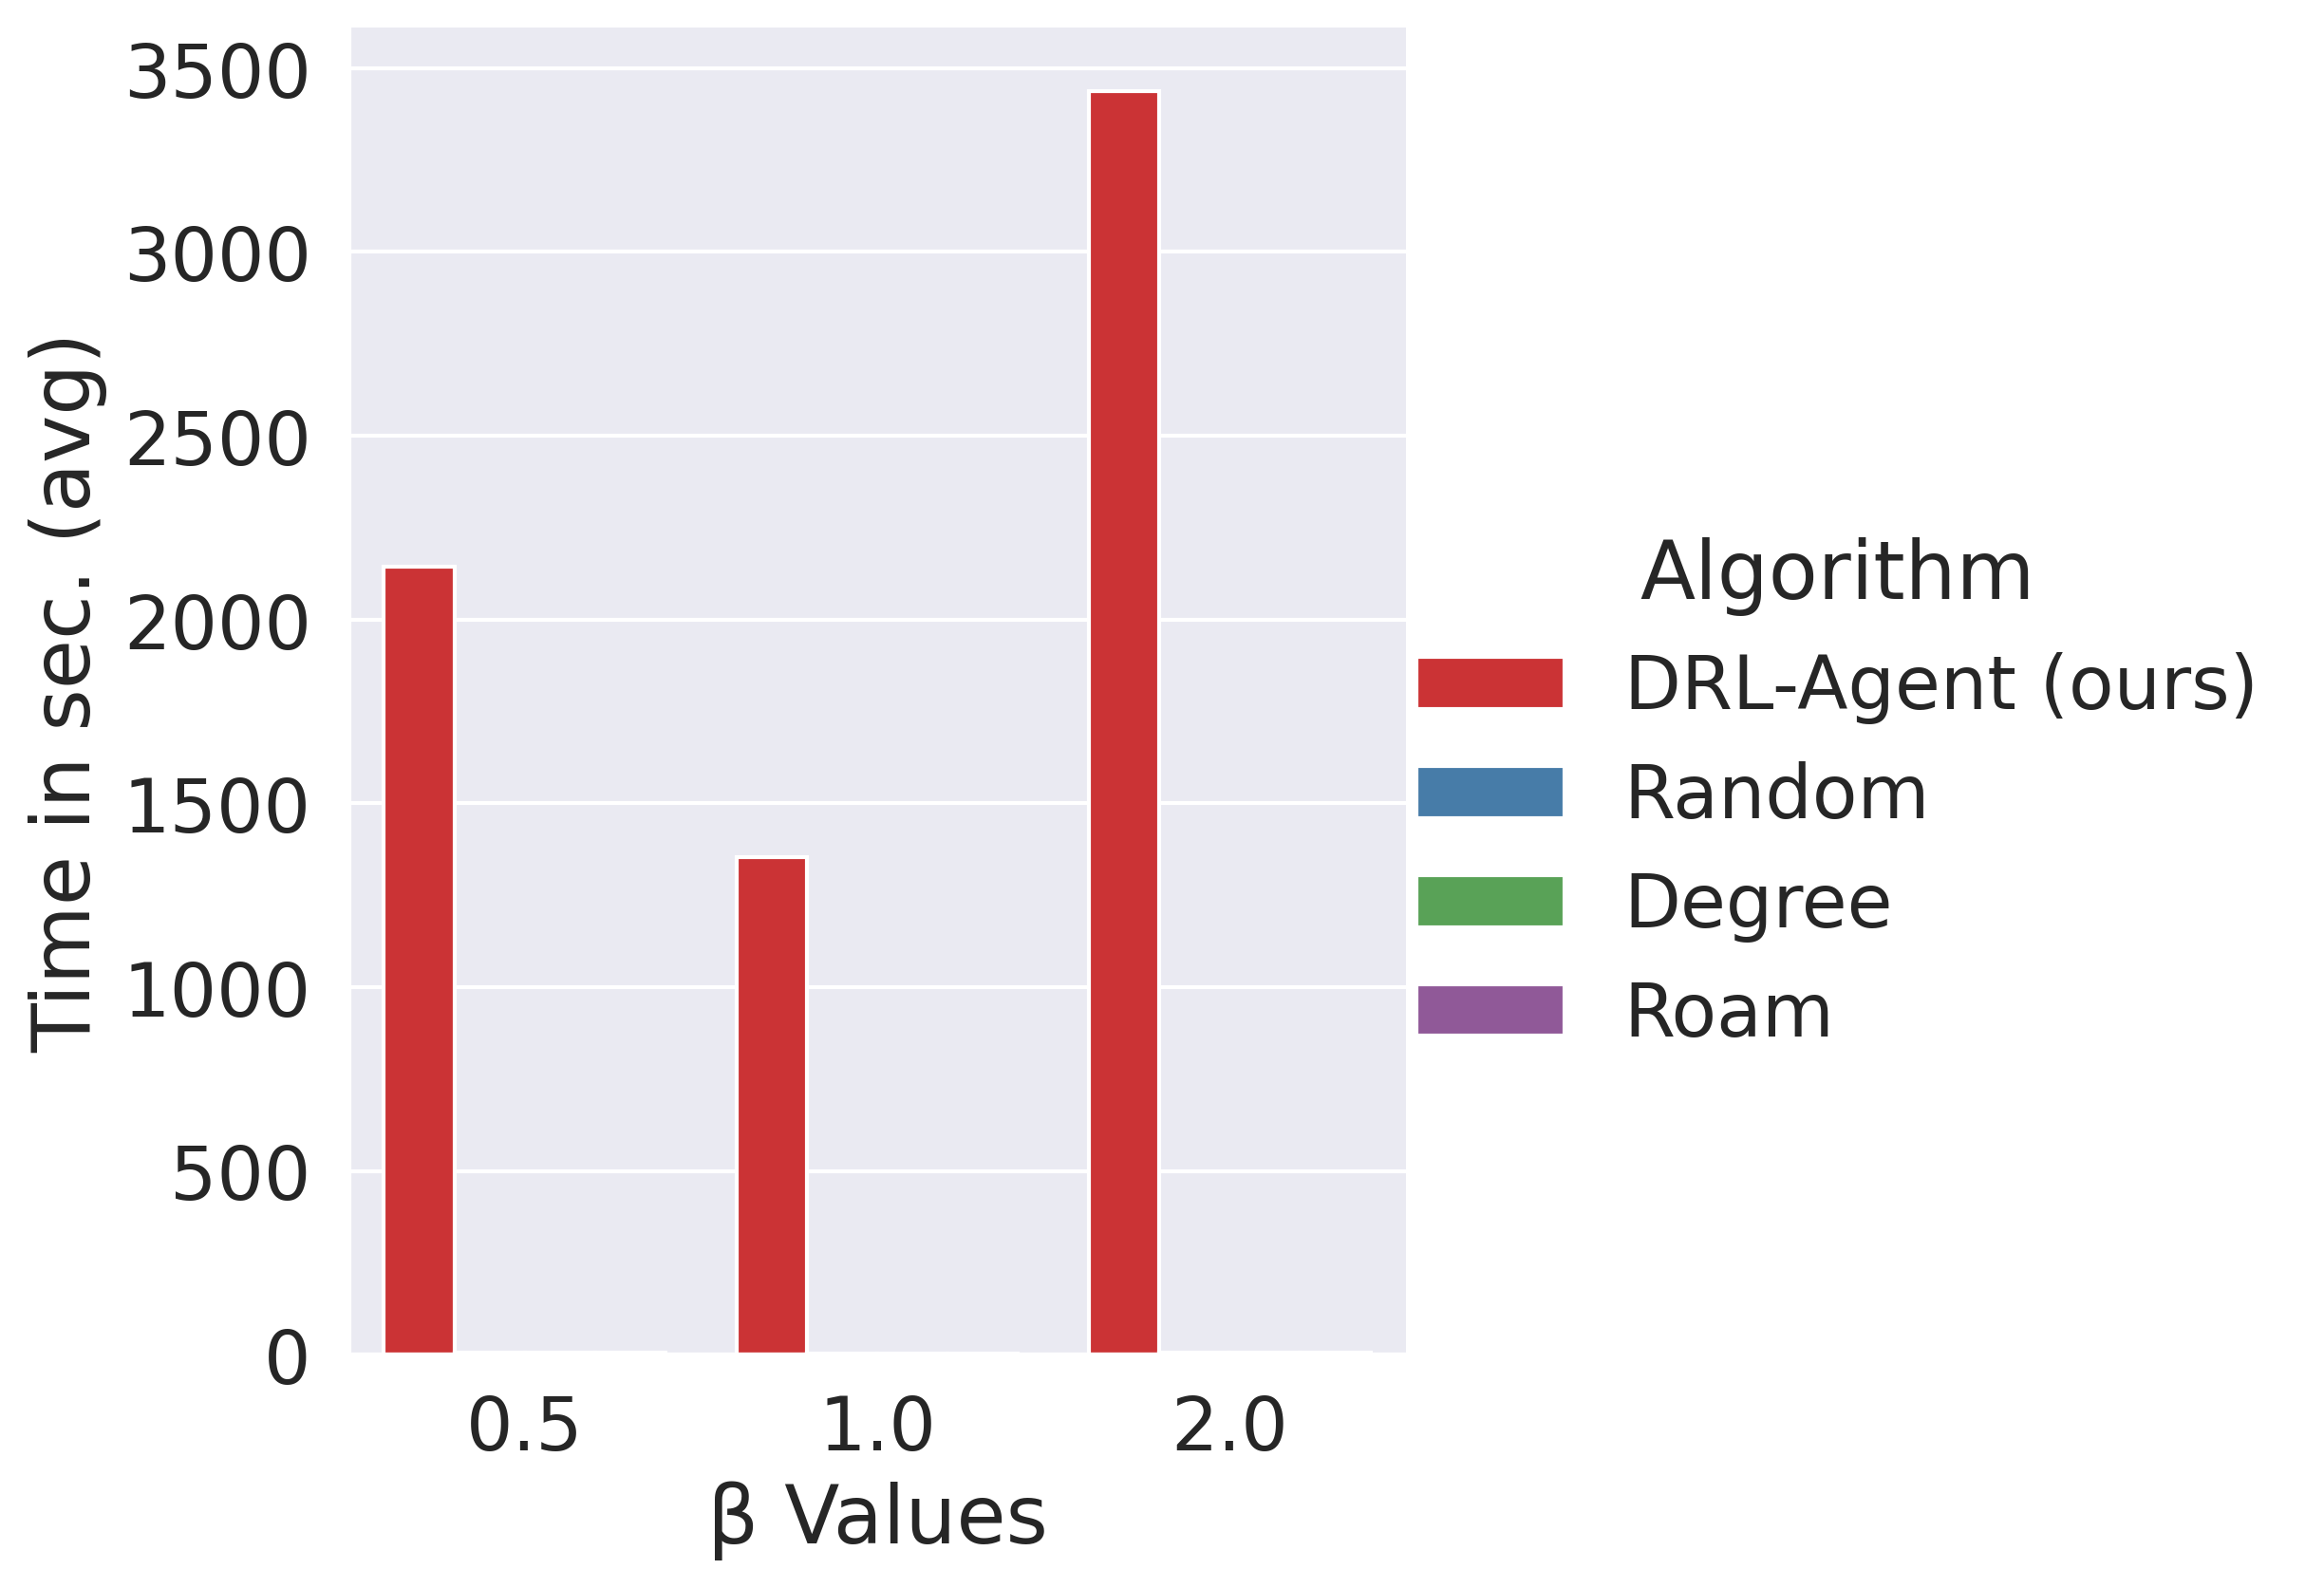 Time in sec. (avg)
3500
3000
2500
2000
1500
1000
500
0
0.5 1.0 2.0
β Values
Algorithm
DRL-Agent (ours)
Random
Degree
Roam